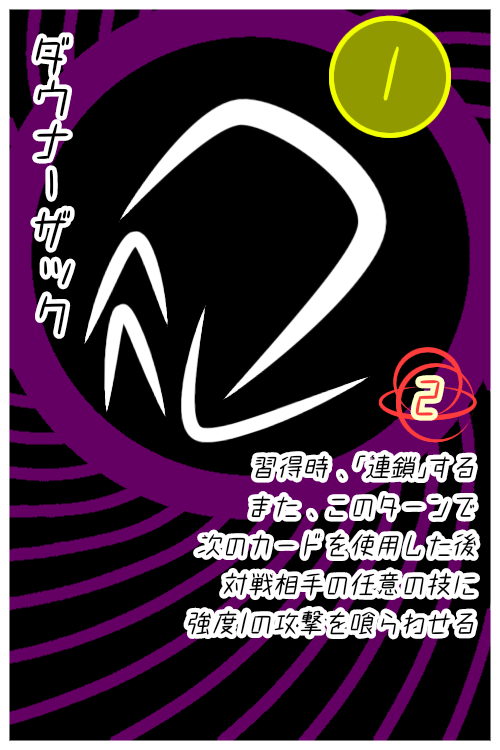 ダウナーザック
1
2
習得時、「連鎖」する
また、このターンで
次のカードを使用した後
対戦相手の任意の技に
強度1の攻撃を喰らわせる